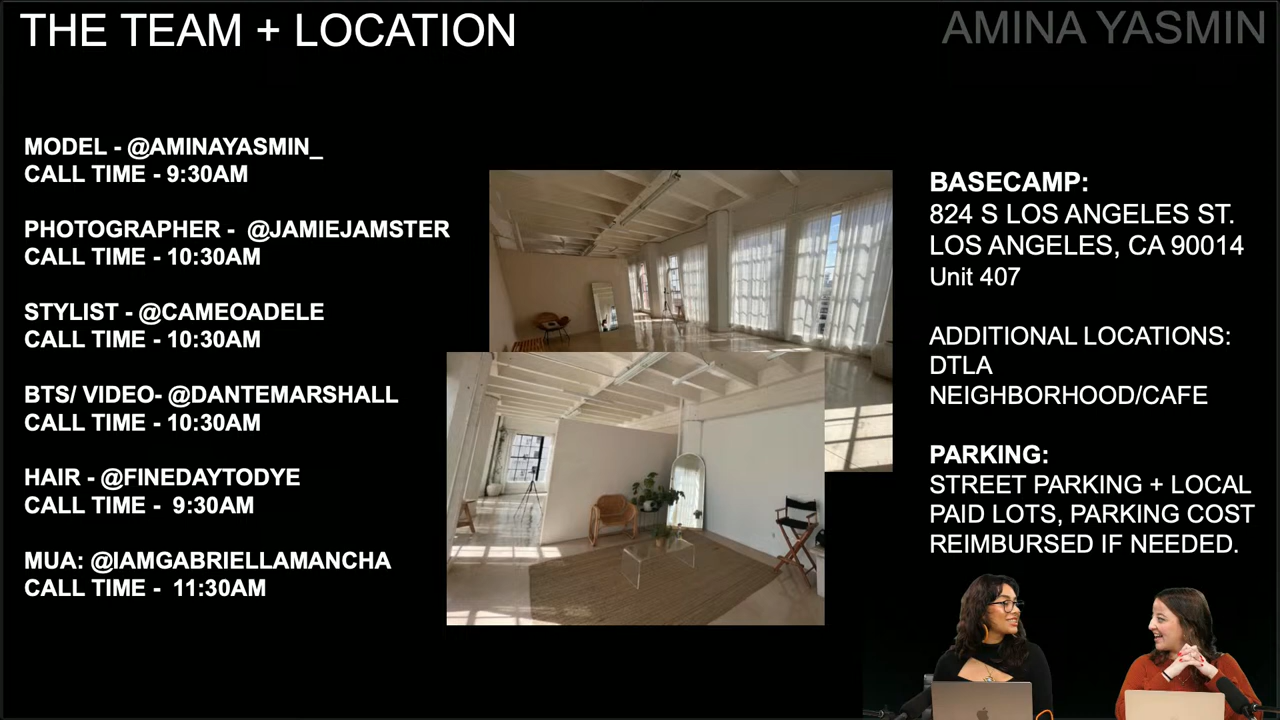 THE TEAM + LOCATION
AMINA YASMIN
MODEL - @AMINAYASMIN_
CALL TIME - 9:30AM
PHOTOGRAPHER -  @JAMIEJAMSTER
CALL TIME - 10:30AM
STYLIST - @CAMEOADELE
CALL TIME - 10:30AM
BTS/ VIDEO- @DANTEMARSHALL
CALL TIME - 10:30AM
HAIR - @FINEDAYTODYE
CALL TIME -  9:30AM
MUA: @IAMGABRIELLAMANCHA
CALL TIME -  11:30AM
BASECAMP:
824 S LOS ANGELES ST.
LOS ANGELES, CA 90014
Unit 407
ADDITIONAL LOCATIONS:
DTLA
NEIGHBORHOOD/CAFE
PARKING:
STREET PARKING + LOCAL
PAID LOTS, PARKING COST
REIMBURSED IF NEEDED.